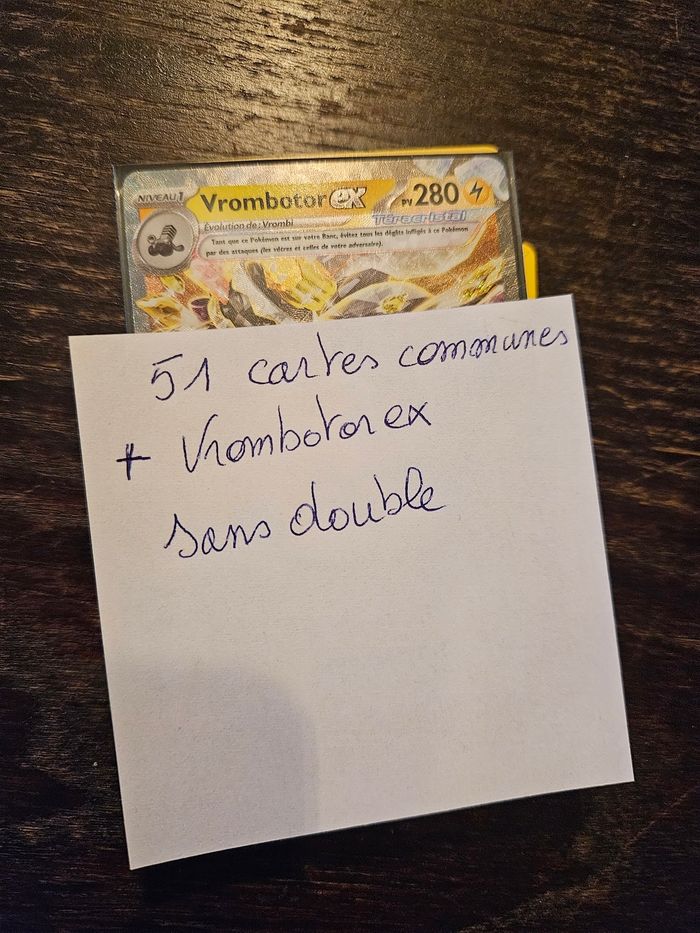 NIVEAU 1 Vrombotor ex PV 280
Évolution de : Vrombi Téracristal
Tant que ce Pokémon est sur votre Banc, évitez tous les dégâts infligés à ce Pokémon
par des attaques (les vôtres et celles de votre adversaire).
51 cartes communes
+ Vrombotor ex
sans double